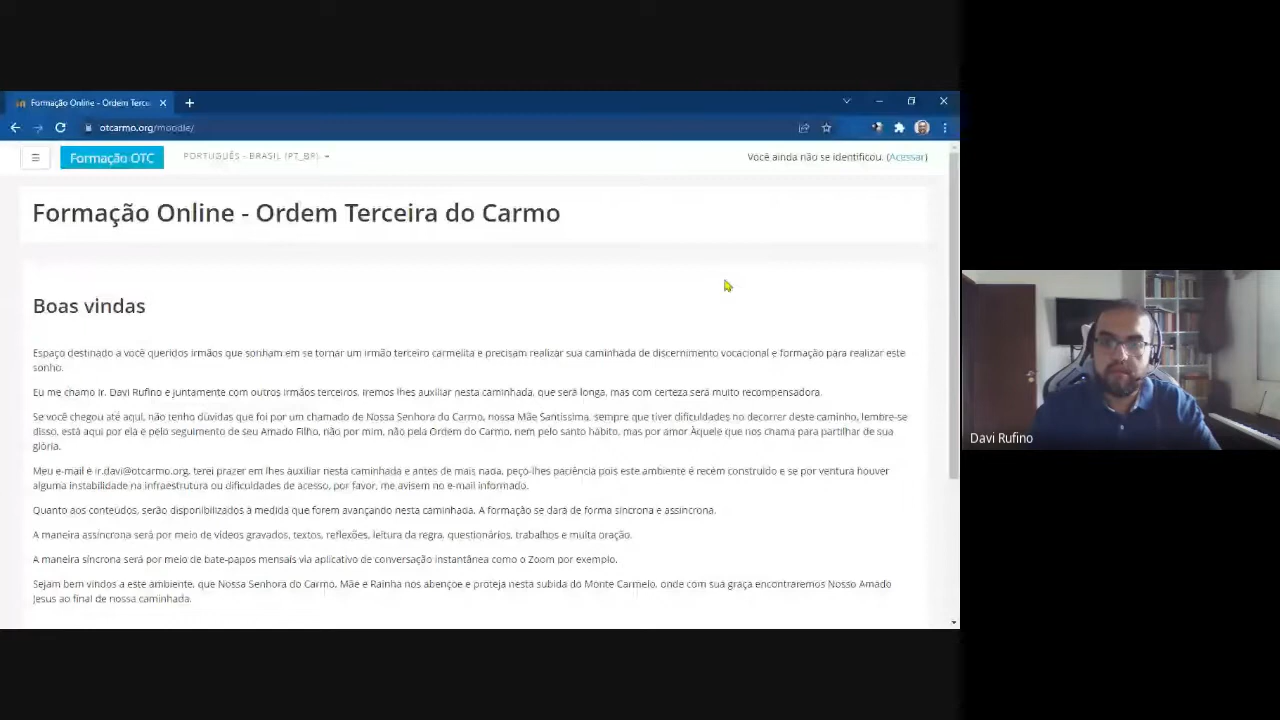 Formação Online - Ordem Terce
otcarmo.org/moodle/
Formação OTC
PORTUGUÊS - BRASIL (PT_BR)
Você ainda não se identificou. (Acessar)
Formação Online - Ordem Terceira do Carmo
Boas vindas
Espaço destinado a você queridos irmãos que sonham em se tornar um irmão terceiro carmelita e precisam realizar sua caminhada de discernimento vocacional e formação para realizar este
sonho.
Eu me chamo Ir. Davi Rufino e juntamente com outros irmãos terceiros, iremos lhes auxiliar nesta caminhada, que será longa, mas com certeza será muito recompensadora.
Se você chegou até aqui, não tenho dúvidas que foi por um chamado de Nossa Senhora do Carmo, nossa Mãe Santíssima, sempre que tiver dificuldades no decorrer deste caminho, lembre-se
disso, está aqui por ela e pelo seguimento de seu Amado Filho, não por mim, não pela Ordem do Carmo, nem pelo santo hábito, mas por amor Àquele que nos chama para partilhar de sua
glória.
Meu e-mail é ir.davi@otcarmo.org, terei prazer em lhes auxiliar nesta caminhada e antes de mais nada, peço-lhes paciência pois este ambiente é recém construído e se por ventura houver
alguma instabilidade na infraestrutura ou dificuldades de acesso, por favor, me avisem no e-mail informado.
Quanto aos conteúdos, serão disponibilizados à medida que forem avançando nesta caminhada. A formação se dará de forma síncrona e assíncrona.
A maneira assíncrona será por meio de vídeos gravados, textos, reflexões, leitura da regra, questionários, trabalhos e muita oração.
A maneira síncrona será por meio de bate-papos mensais via aplicativo de conversação instantânea como o Zoom por exemplo.
Sejam bem vindos a este ambiente, que Nossa Senhora do Carmo, Mãe e Rainha nos abençoe e proteja nesta subida do Monte Carmelo, onde com sua graça encontraremos Nosso Amado
Jesus ao final de nossa caminhada.
Davi Rufino